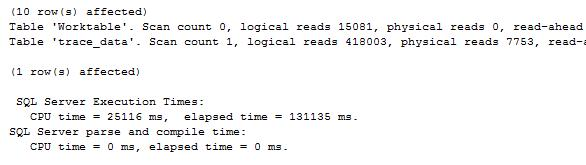 (10 row(s) affected)
Table 'Worktable'. Scan count 0, logical reads 15081, physical reads 0, read-ahead
Table 'trace_data'. Scan count 1, logical reads 418003, physical reads 7753, read-
(1 row(s) affected)
SQL Server Execution Times:
CPU time = 25116 ms, elapsed time = 131135 ms.
SQL Server parse and compile time:
CPU time = 0 ms, elapsed time = 0 ms.